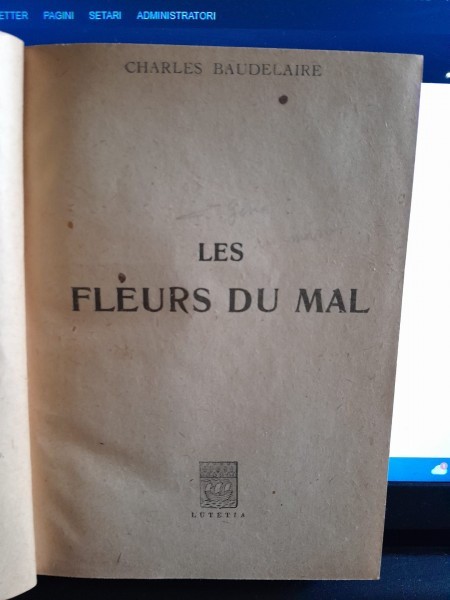 ETTER PAGINI SETARI ADMINISTRATORI
CHARLES BAUDELAIRE
LES
FLEURS DU MAL
LUTETIA